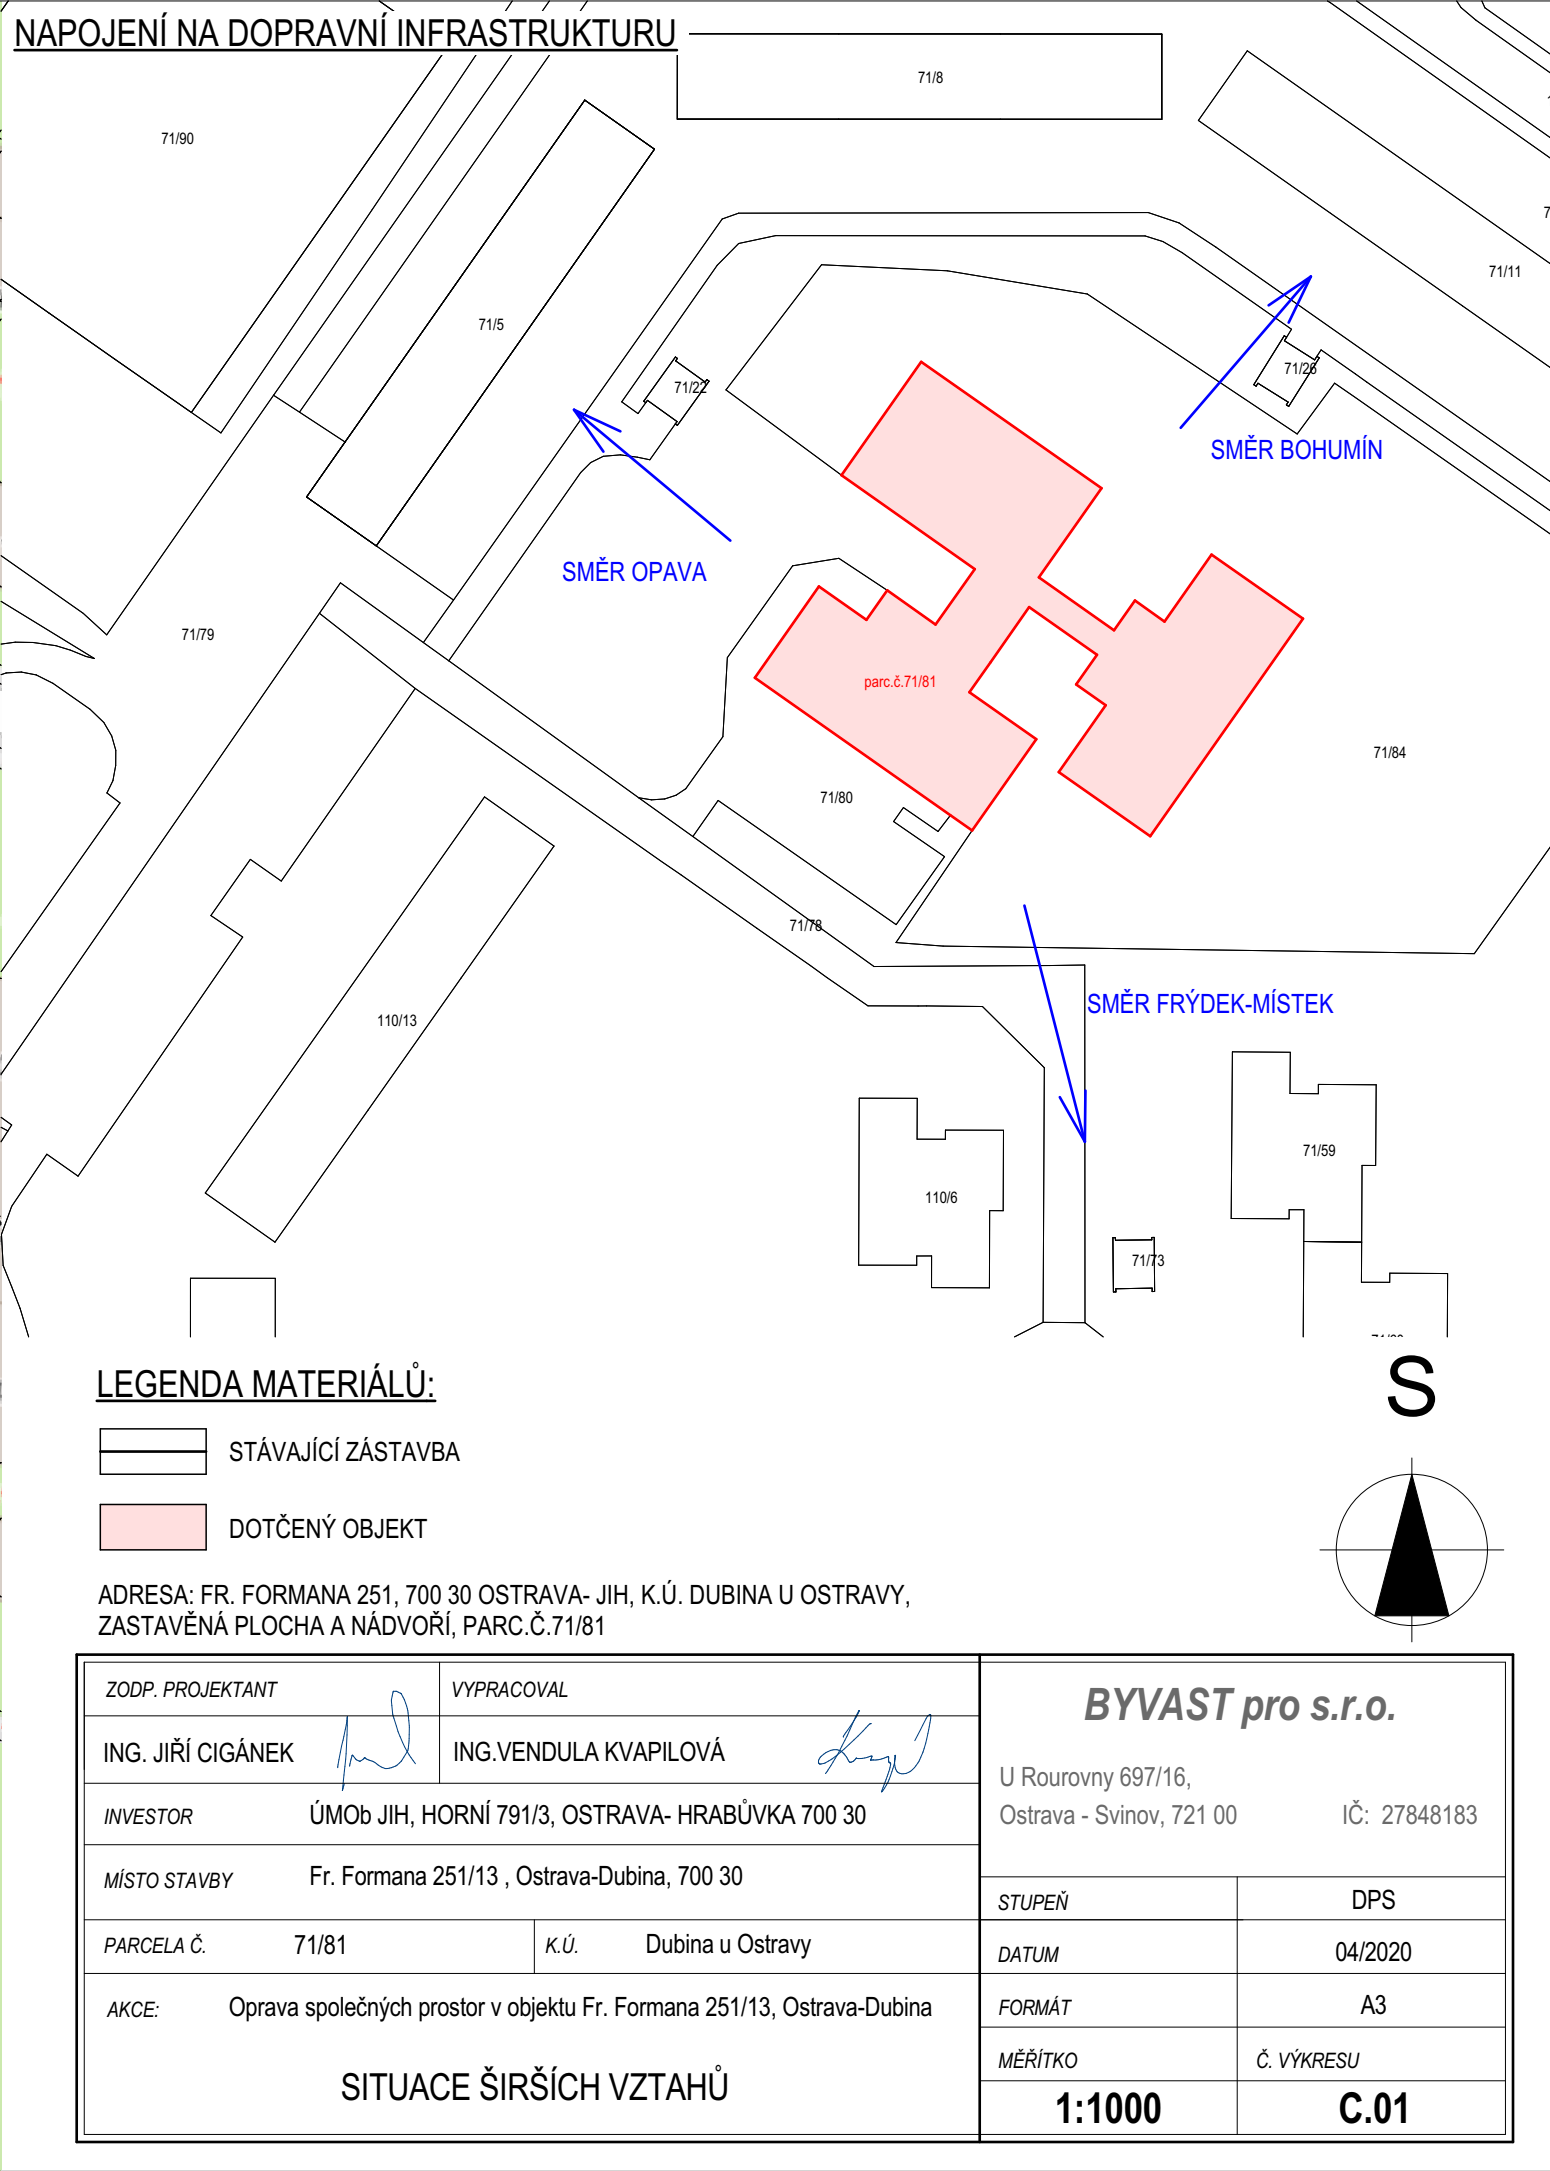 NAPOJENÍ NA DOPRAVNÍ INFRASTRUKTURU
71/8
71/90
71/11
71/5
71/26
71/22
SMĚR BOHUMÍN
SMĚR OPAVA
71/79
parc.č.71/81
71/84
71/80
71/78
SMĚR FRÝDEK-MÍSTEK
110/13
71/59
110/6
71/73
LEGENDA MATERIÁLŮ:
S
STÁVAJÍCÍ ZÁSTAVBA
DOTČENÝ OBJEKT
ADRESA: FR. FORMANA 251, 700 30 OSTRAVA- JIH, K.Ú. DUBINA U OSTRAVY,
ZASTAVĚNÁ PLOCHA A NÁDVOŘÍ, PARC.Č.71/81
ZODP. PROJEKTANT
VYPRACOVAL
ING. JIŘÍ CIGÁNEK
ING.VENDULA KVAPILOVÁ
INVESTOR ÚMOb JIH, HORNÍ 791/3, OSTRAVA- HRABŮVKA 700 30
MÍSTO STAVBY Fr. Formana 251/13 , Ostrava-Dubina, 700 30
PARCELA Č. 71/81 K.Ú. Dubina u Ostravy
AKCE: Oprava společných prostor v objektu Fr. Formana 251/13, Ostrava-Dubina
SITUACE ŠIRŠÍCH VZTAHŮ
BYVAST pro s.r.o.
U Rourovny 697/16,
Ostrava - Svinov, 721 00 IČ: 27848183
STUPEŇ DPS
DATUM 04/2020
FORMÁT A3
MĚŘÍTKO Č. VÝKRESU
1:1000 C.01